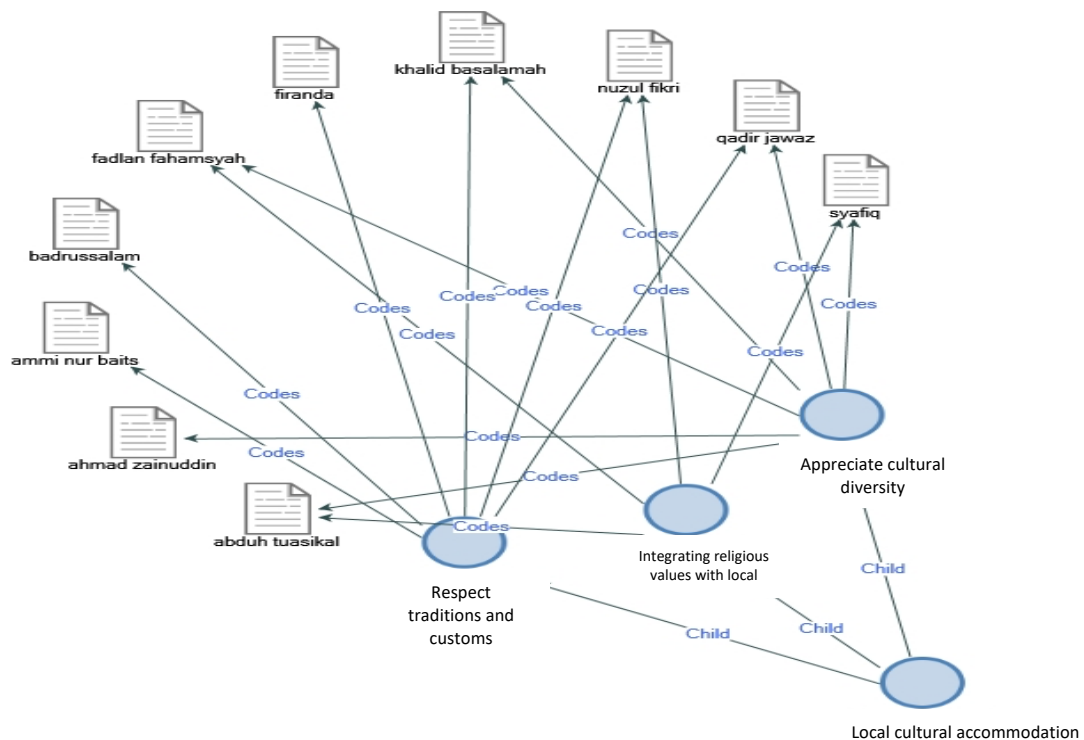 khalid basalamah
nuzul fikri
firanda
qadir jawaz
fadlan fahamsyah
syafiq
badrussalam
Codes
Codes
Codes
Codes
Codes
Codes
Codes
Codes
Codes
Codes
Codes
ammi nur baits
Codes
Codes
Codes
Codes
ahmad zainuddin
Codes
Appreciate cultural
diversity
Codes
Codes
abduh tuasikal
Integrating religious
values with local
Child
Respect
traditions and
customs
Child
Child
Local cultural accommodation